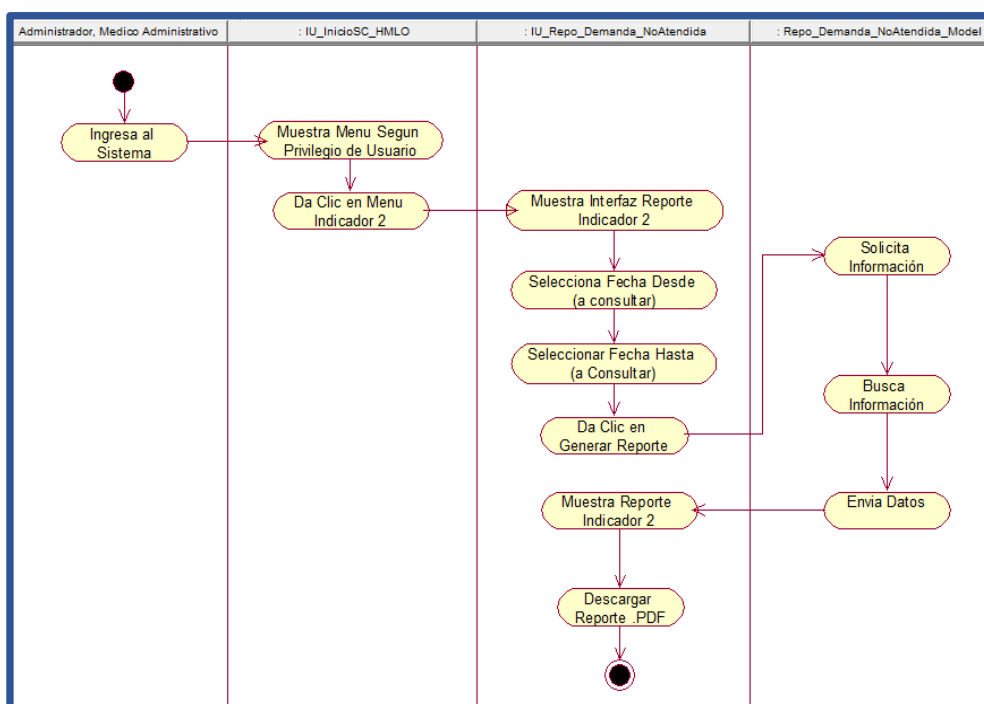 Administrador, Medico Administrativo
: IU_InicioSC_HMLO
: IU_Repo_Demanda_NoAtendida
: Repo_Demanda_NoAtendida_Model
Ingresa al
Sistema
Muestra Menu Segun
Privilegio de Usuario
Da Clic en Menu
Indicador 2
Muestra Interfaz Reporte
Indicador 2
Selecciona Fecha Desde
(a consultar)
Seleccionar Fecha Hasta
(a Consultar)
Da Clic en
Generar Reporte
Solicita
Información
Busca
Información
Envia Datos
Muestra Reporte
Indicador 2
Descargar
Reporte .PDF